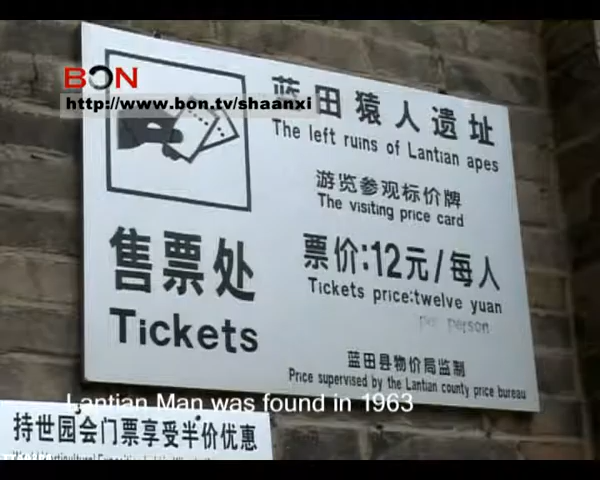 BON
http://www.bon.tv/shaanxi
蓝田猿人遗址
The left ruins of Lantian apes
游览参观标价牌
The visiting price card
售票处
Tickets
票价:12元/每人
Tickets price:twelve yuan
per person
蓝田县物价局监制
Price supervised by the Lantian county price bureau
Lantian Man was found in 1963
持世园会门票享受半价优惠